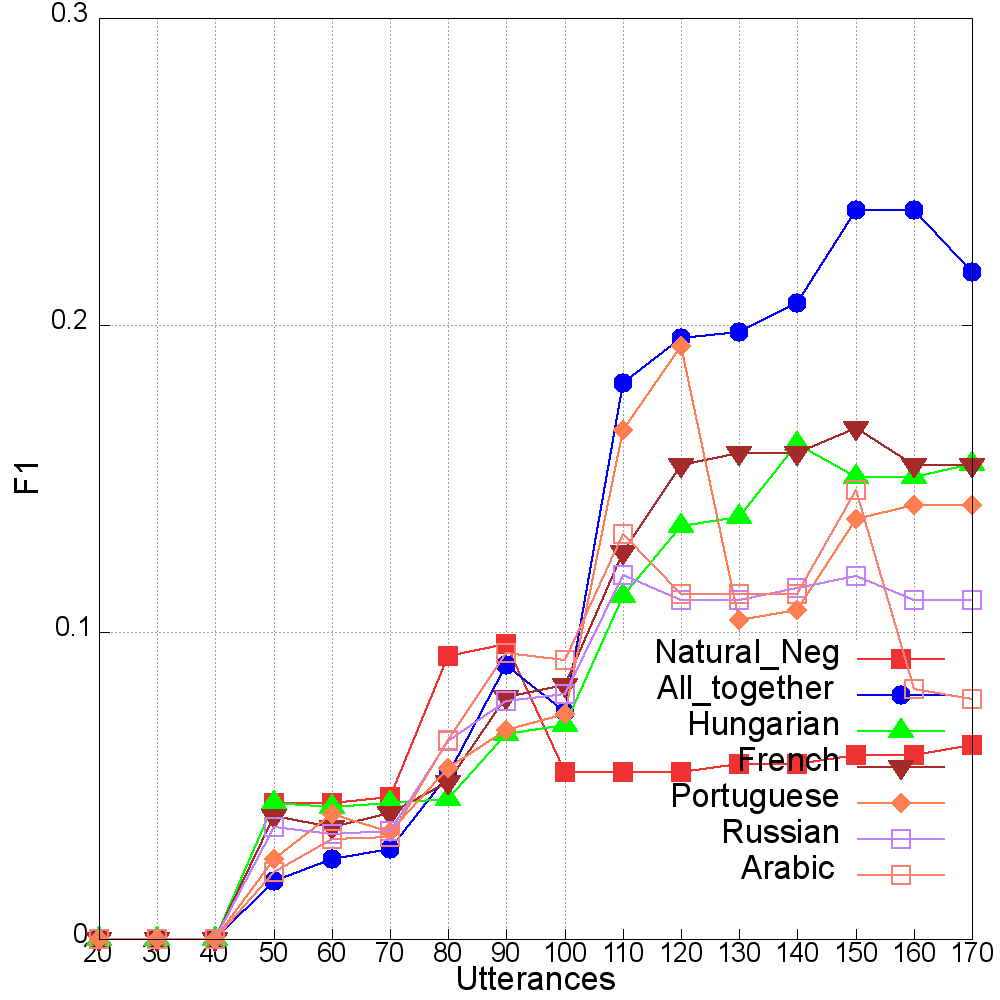 0.3
0.2
0.1
0
F1
Natural_Neg
All_together
Hungarian
French
Portuguese
Russian
Arabic
20 30 40 50 60 70 80 90 100 110 120 130 140 150 160 170
Utterances